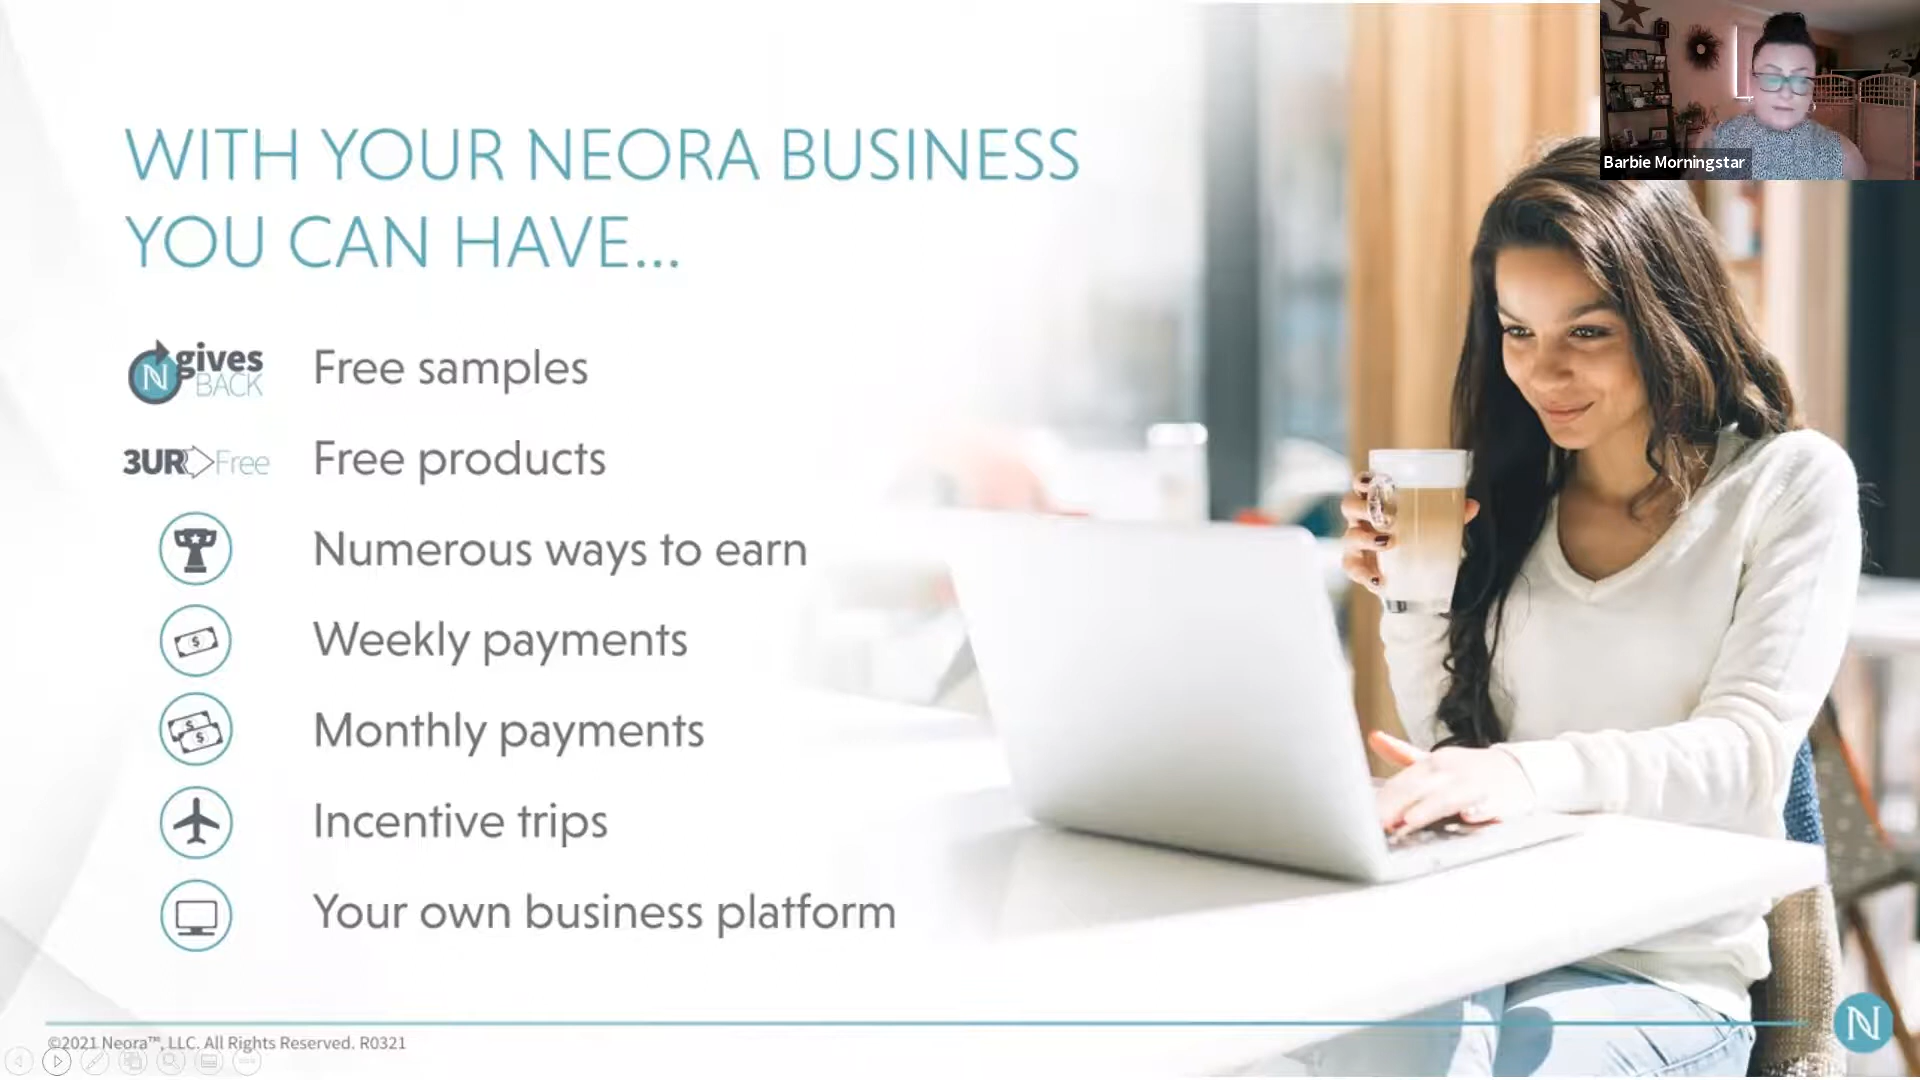 WITH YOUR NEORA BUSINESS
YOU CAN HAVE...
N gives BACK
Free samples
3UR Free
Free products
Numerous ways to earn
Weekly payments
Monthly payments
Incentive trips
Your own business platform
©2021 Neora™, LLC. All Rights Reserved. R0321
N
Barbie Morningstar